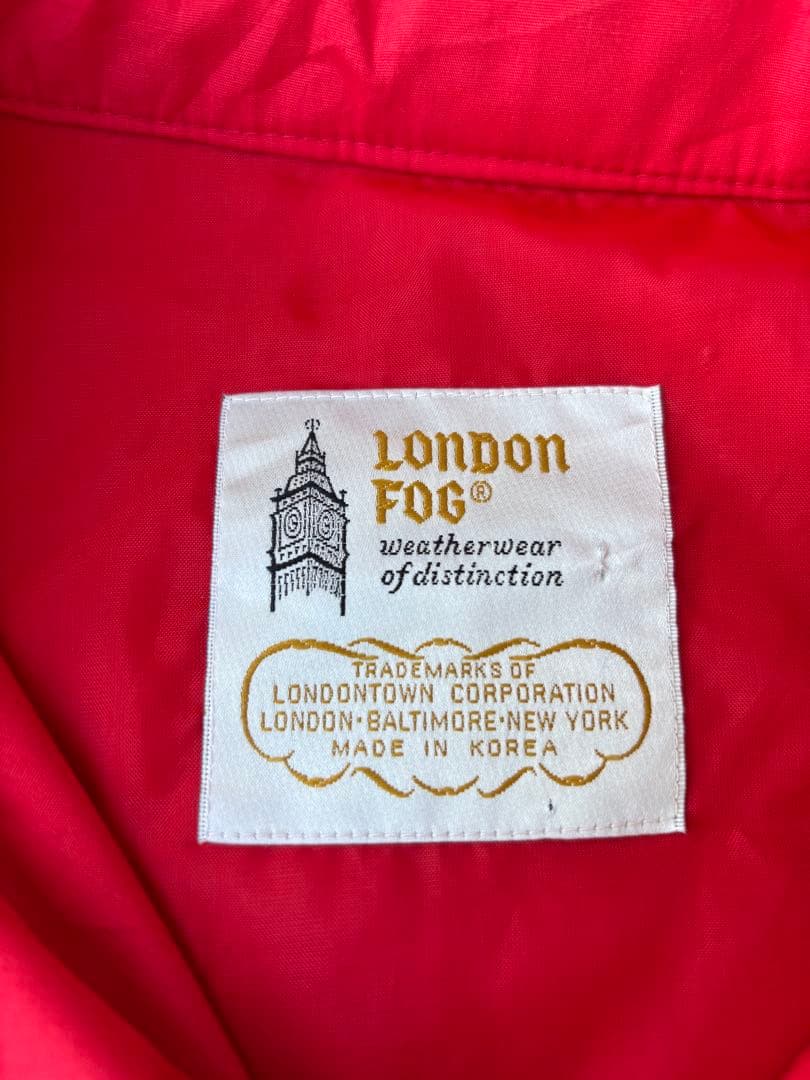 LONDON
FOG®
weatherwear
of distinction
TRADEMARKS OF
LONDONTOWN CORPORATION
LONDON·BALTIMORE·NEW YORK
MADE IN KOREA